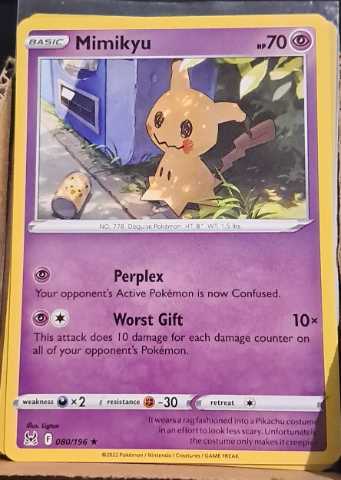 BASIC Mimikyu HP70
NO. 778 Disguise Pokémon HT: 8" WT: 1.5 lbs.
Perplex
Your opponent's Active Pokémon is now Confused.
Worst Gift 10×
This attack does 10 damage for each damage counter on
all of your opponent's Pokémon.
weakness ×2 resistance -30 retreat
Illus. Ligton
It wears a rag fashioned into a Pikachu costume
in an effort to look less scary. Unfortunately,
the costume only makes it creepier.
F 080/196 ★
©2022 Pokémon / Nintendo / Creatures / GAME FREAK